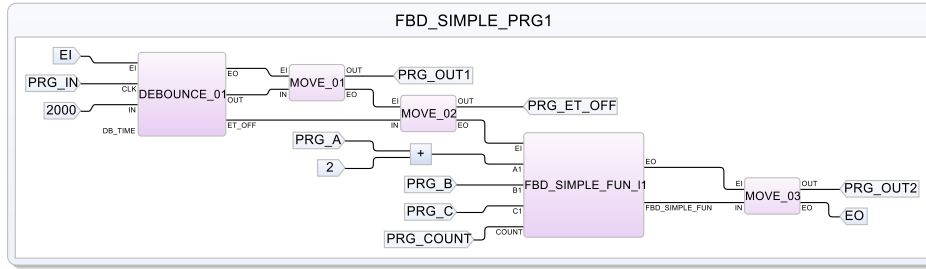 FBD_SIMPLE_PRG1
EI
PRG_IN
2000
EI
CLK
IN
DB_TIME
DEBOUNCE_01
EO
OUT
ET_OFF
EI
IN
MOVE_01
OUT
EO
PRG_OUT1
EI
IN
MOVE_02
OUT
EO
PRG_ET_OFF
PRG_A
2
+
PRG_B
PRG_C
PRG_COUNT
EI
A1
B1
C1
COUNT
FBD_SIMPLE_FUN_I1
EO
FBD_SIMPLE_FUN
EI
IN
MOVE_03
OUT
EO
PRG_OUT2
EO